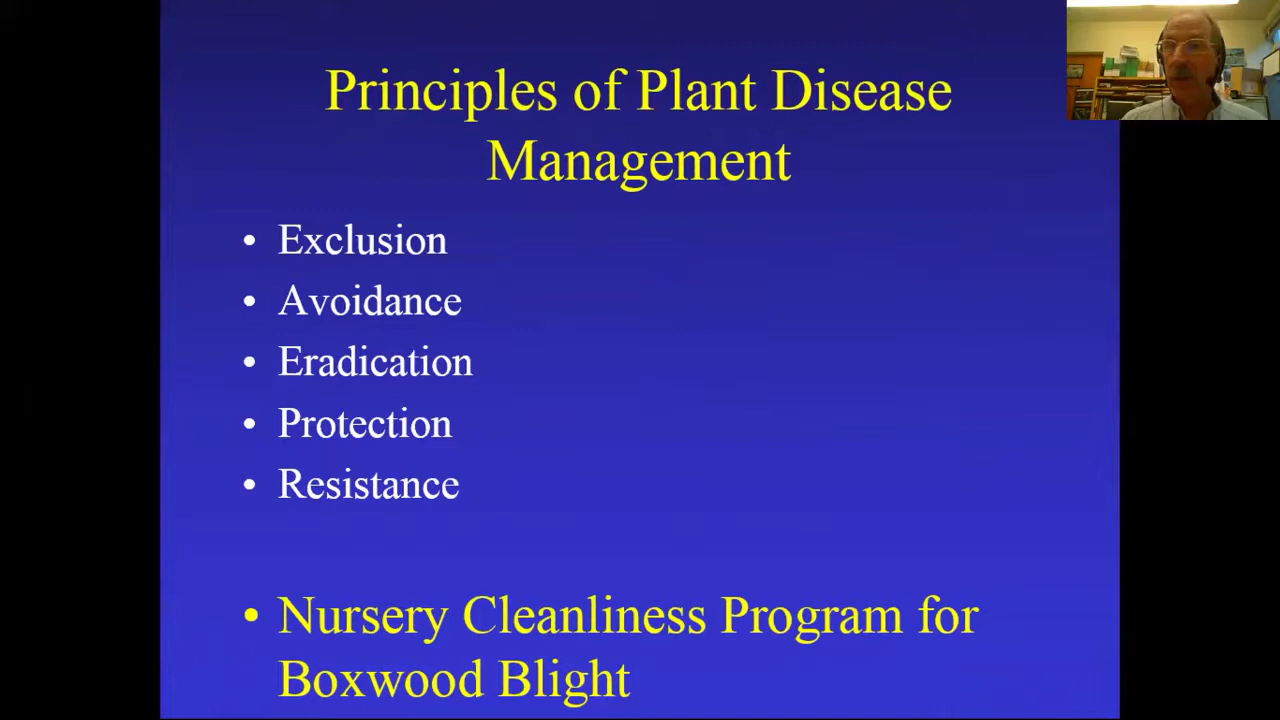 Principles of Plant Disease
Management
• Exclusion
• Avoidance
• Eradication
• Protection
• Resistance
• Nursery Cleanliness Program for
Boxwood Blight